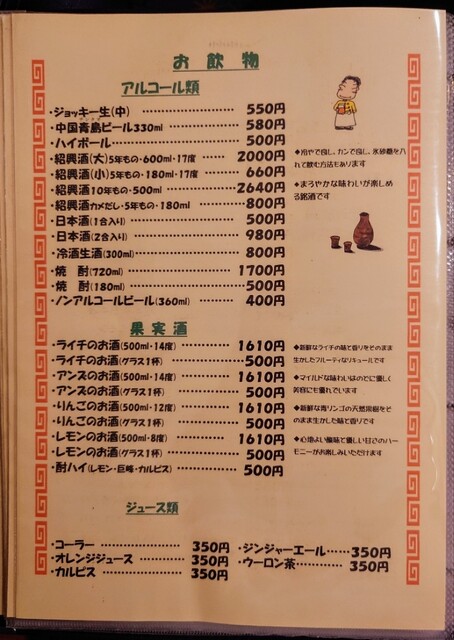 お飲物
アルコール類
・ジョッキー生(中) ………………… 550円
・中国青島ビール330ml ………… 580円
・ハイボール ………………………… 500円
・紹興酒(大)5年もの・600ml・17度 …… 2000円
・紹興酒(小)5年もの・180ml・17度 …… 660円
・紹興酒10年もの・500ml ………… 2640円
・紹興酒カメだし・5年もの・180ml ……… 800円
・日本酒(1合入り) ………………… 500円
・日本酒(2合入り) ………………… 980円
・冷酒生酒(300ml) ………………… 800円
・焼 酎(720ml) ………………… 1700円
・焼 酎(180ml) ………………… 500円
・ノンアルコールビール(360ml) ……… 400円
◆冷やで良し、カンで良し、氷砂糖を入
れて飲む方法もあります
◆まろやかな味わいが楽しめ
る銘酒です
果実酒
・ライチのお酒(500ml・14度) ………… 1610円
・ライチのお酒(グラス1杯) ………… 500円
・アンズのお酒(500ml・14度) ………… 1610円
・アンズのお酒(グラス1杯) ………… 500円
・りんごのお酒(500ml・12度) ………… 1610円
・りんごのお酒(グラス1杯) ………… 500円
・レモンのお酒(500ml・8度) ………… 1610円
・レモンのお酒(グラス1杯) ………… 500円
・酎ハイ(レモン・巨峰・カルピス) ………… 500円
◆新鮮なライチの味と香りをそのまま
生かしたフルーティなリキュールです
◆マイルドな味わいはのどに優しく
美容にも優れています
◆新鮮な青リンゴの天然果樹をそ
のまま生かした味と香りです
◆心地よい酸味と優しい甘さのハー
モニーがお楽しみいただけます
ジュース類
・コーラー ………………… 350円
・オレンジジュース ………… 350円
・カルピス ………………… 350円
・ジンジャーエール …… 350円
・ウーロン茶 ………… 350円